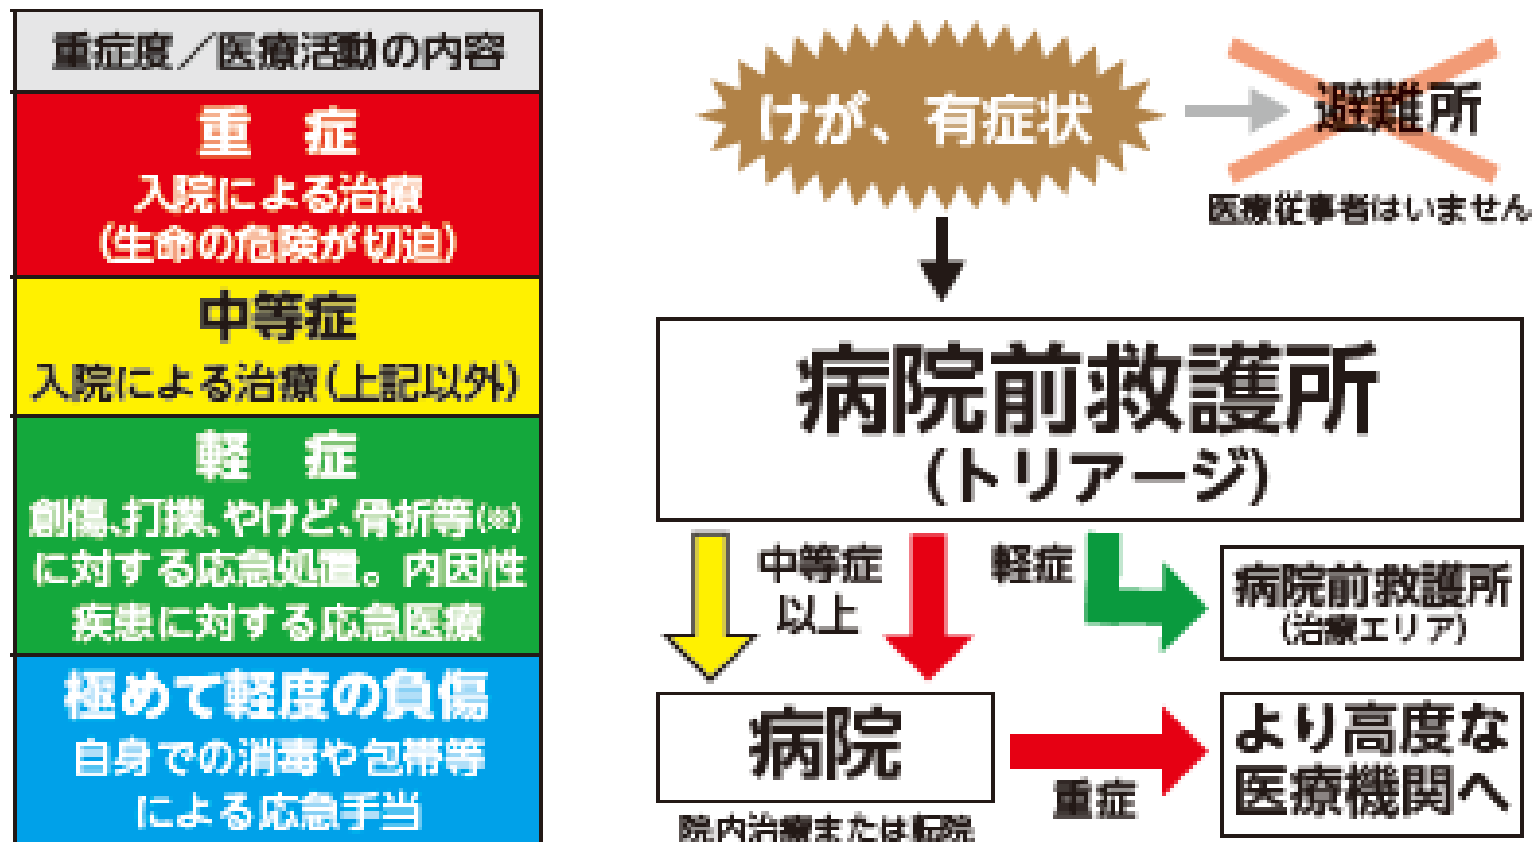 重症度／医療活動の内容
重　症
入院による治療
(生命の危険が切迫)
中等症
入院による治療(上記以外)
軽　症
創傷、打撲、やけど、骨折等(※)
に対する応急処置。内因性
疾患に対する応急医療
極めて軽度の負傷
自身での消毒や包帯等
による応急手当
けが、有症状
避難所
医療従事者はいません
病院前救護所
(トリアージ)
中等症
以上
軽症
病院前救護所
(治療エリア)
病院
院内治療または転院
重症
より高度な
医療機関へ